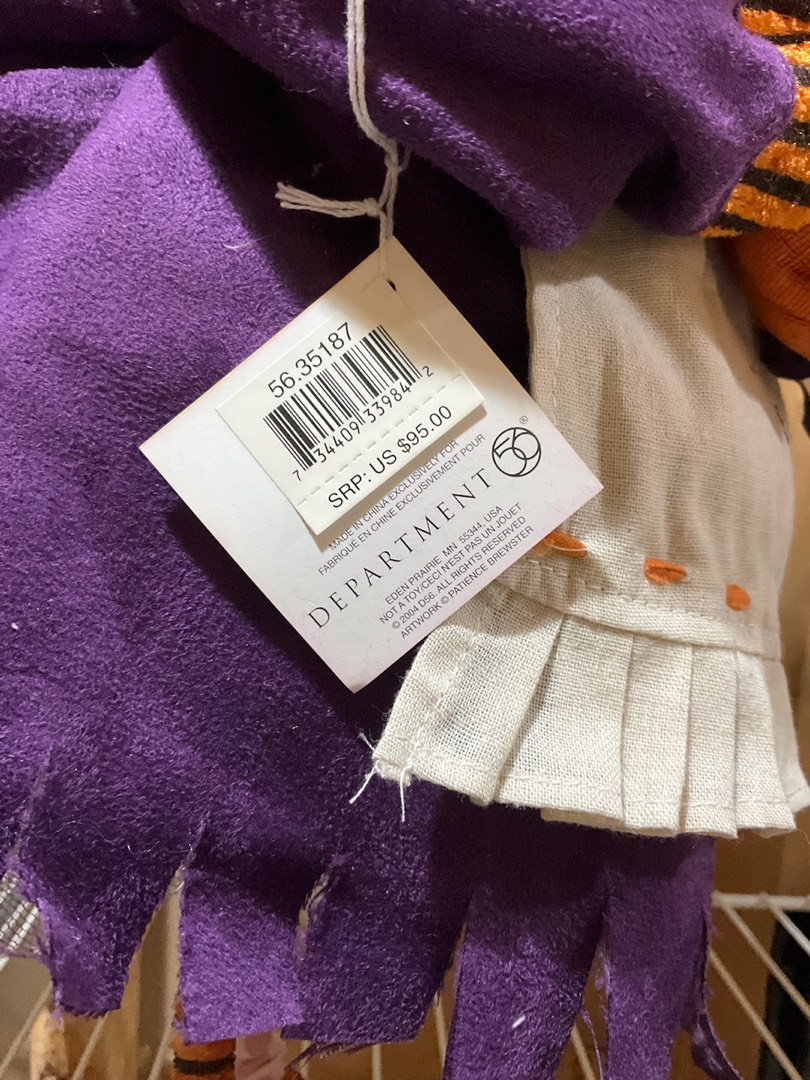 56.35187
7 34409 33984 2
SRP: US $95.00
MADE IN CHINA EXCLUSIVELY FOR
FABRIQUÉ EN CHINE EXCLUSIVEMENT POUR
DEPARTMENT 56 ®
EDEN PRAIRIE MN 55344, USA
NOT A TOY/CECI N'EST PAS UN JOUET
© 2004 D56. ALL RIGHTS RESERVED
ARTWORK © PATIENCE BREWSTER